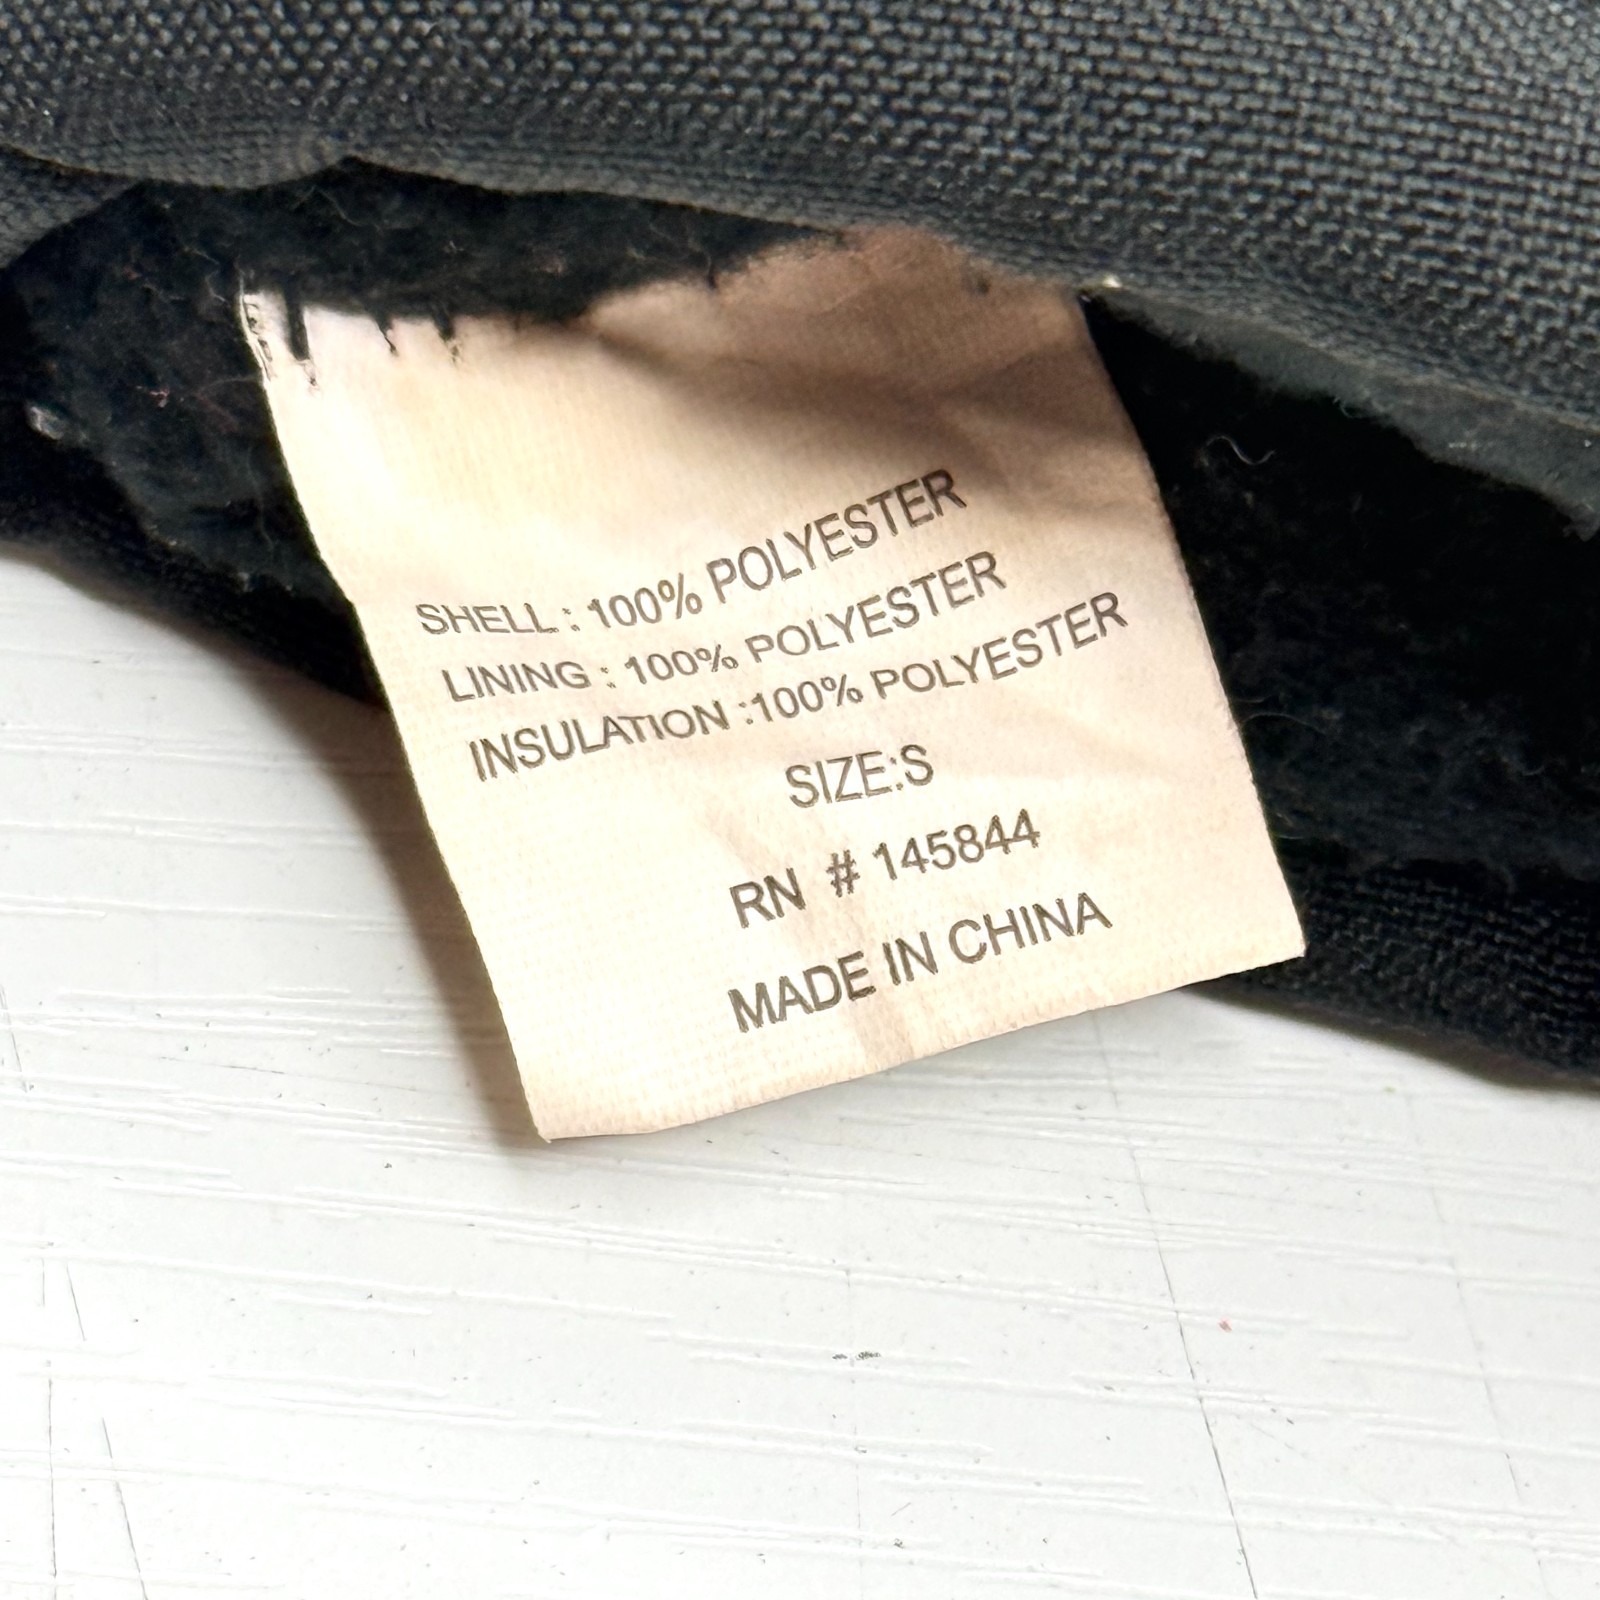 SHELL : 100% POLYESTER
LINING : 100% POLYESTER
INSULATION :100% POLYESTER
SIZE:S
RN # 145844
MADE IN CHINA